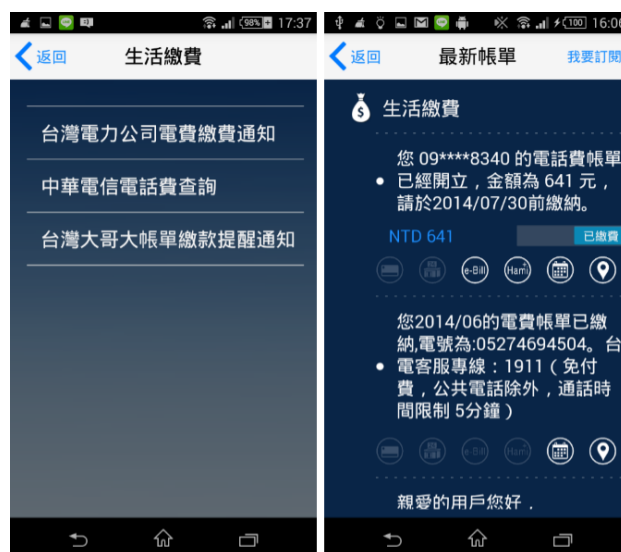 98% 17:37
返回 生活繳費
台灣電力公司電費繳費通知
中華電信電話費查詢
台灣大哥大帳單繳款提醒通知
100 16:06
返回 最新帳單 我要訂閱
$ 生活繳費
您 09****8340 的電話費帳單
• 已經開立，金額為 641 元，
請於2014/07/30前繳納。
NTD 641 已繳費
e-Bill Hami
您2014/06的電費帳單已繳
納,電號為:05274694504。台
• 電客服專線：1911（免付
費，公共電話除外，通話時
間限制 5分鐘）
e-Bill Hami
親愛的用戶您好．